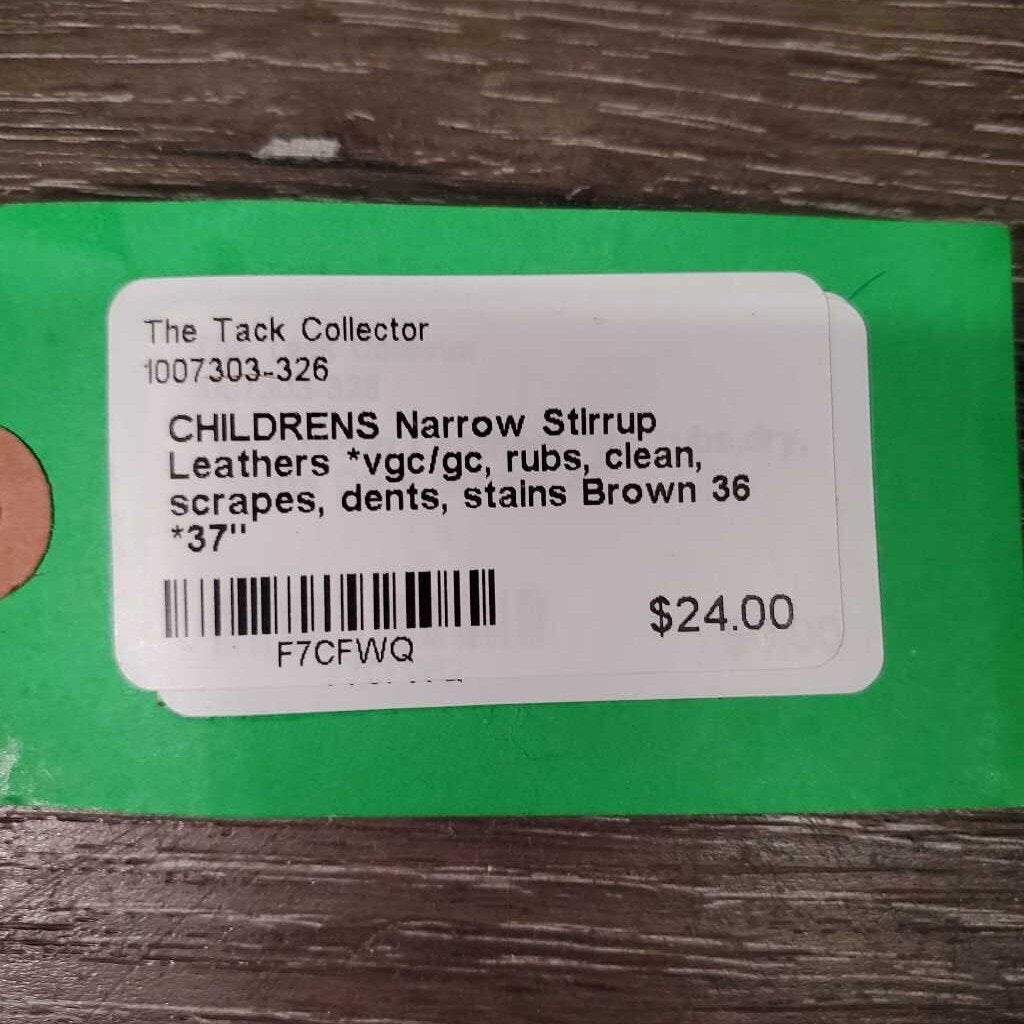 The Tack Collector
1007303-326
CHILDRENS Narrow Stirrup
Leathers *vgc/gc, rubs, clean,
scrapes, dents, stains Brown 36
*37"
F7CFWQ
$24.00